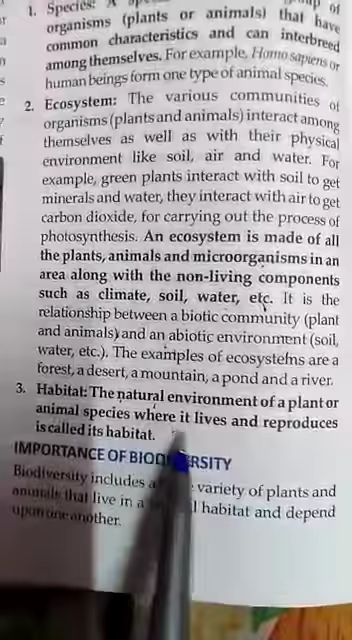 1. Species: A
organisms (plants or animals) that have
common characteristics and can interbreed
among themselves. For example, Homo sapiens or
human beings form one type of animal species.
2. Ecosystem: The various communities of
organisms (plants and animals) interact among
themselves as well as with their physical
environment like soil, air and water. For
example, green plants interact with soil to get
minerals and water, they interact with air to get
carbon dioxide, for carrying out the process of
photosynthesis. An ecosystem is made of all
the plants, animals and microorganisms in an
area along with the non-living components
such as climate, soil, water, etc. It is the
relationship between a biotic community (plant
and animals) and an abiotic environment (soil,
water, etc.). The examples of ecosystems are a
forest, a desert, a mountain, a pond and a river.
3. Habitat: The natural environment of a plant or
animal species where it lives and reproduces
is called its habitat.
IMPORTANCE OF BIODIVERSITY
Biodiversity includes variety of plants and
animals that live in a habitat and depend
upon one another.